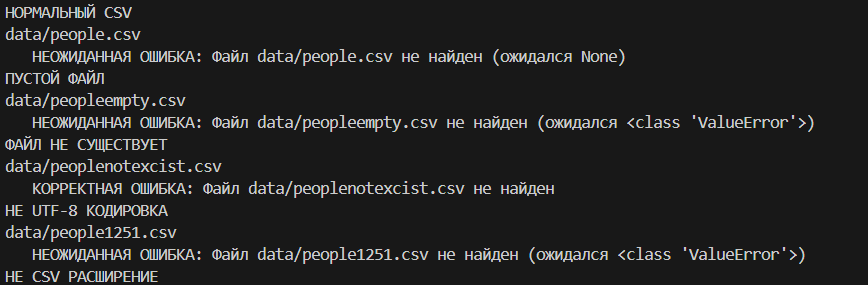 НОРМАЛЬНЫЙ CSV
data/people.csv
НЕОЖИДАННАЯ ОШИБКА: Файл data/people.csv не найден (ожидался None)
ПУСТОЙ ФАЙЛ
data/peopleempty.csv
НЕОЖИДАННАЯ ОШИБКА: Файл data/peopleempty.csv не найден (ожидался <class 'ValueError'>)
ФАЙЛ НЕ СУЩЕСТВУЕТ
data/peoplenotexcist.csv
КОРРЕКТНАЯ ОШИБКА: Файл data/peoplenotexcist.csv не найден
НЕ UTF-8 КОДИРОВКА
data/people1251.csv
НЕОЖИДАННАЯ ОШИБКА: Файл data/people1251.csv не найден (ожидался <class 'ValueError'>)
НЕ CSV РАСШИРЕНИЕ